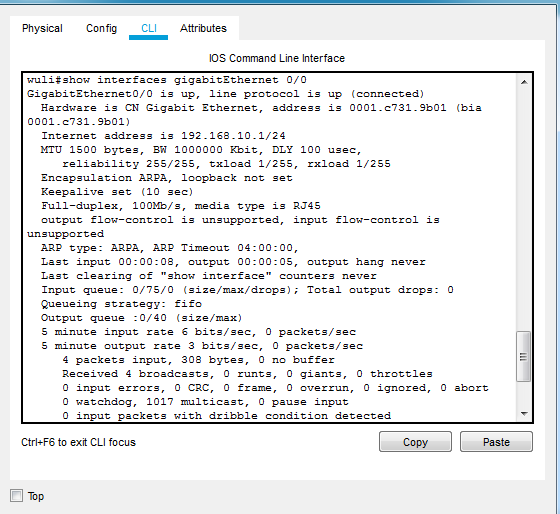 Physical Config CLI Attributes
IOS Command Line Interface
wuli#show interfaces gigabitEthernet 0/0
GigabitEthernet0/0 is up, line protocol is up (connected)
Hardware is CN Gigabit Ethernet, address is 0001.c731.9b01 (bia
0001.c731.9b01)
Internet address is 192.168.10.1/24
MTU 1500 bytes, BW 1000000 Kbit, DLY 100 usec,
reliability 255/255, txload 1/255, rxload 1/255
Encapsulation ARPA, loopback not set
Keepalive set (10 sec)
Full-duplex, 100Mb/s, media type is RJ45
output flow-control is unsupported, input flow-control is
unsupported
ARP type: ARPA, ARP Timeout 04:00:00,
Last input 00:00:08, output 00:00:05, output hang never
Last clearing of "show interface" counters never
Input queue: 0/75/0 (size/max/drops); Total output drops: 0
Queueing strategy: fifo
Output queue :0/40 (size/max)
5 minute input rate 6 bits/sec, 0 packets/sec
5 minute output rate 3 bits/sec, 0 packets/sec
4 packets input, 308 bytes, 0 no buffer
Received 4 broadcasts, 0 runts, 0 giants, 0 throttles
0 input errors, 0 CRC, 0 frame, 0 overrun, 0 ignored, 0 abort
0 watchdog, 1017 multicast, 0 pause input
0 input packets with dribble condition detected
Ctrl+F6 to exit CLI focus
Copy Paste
Top